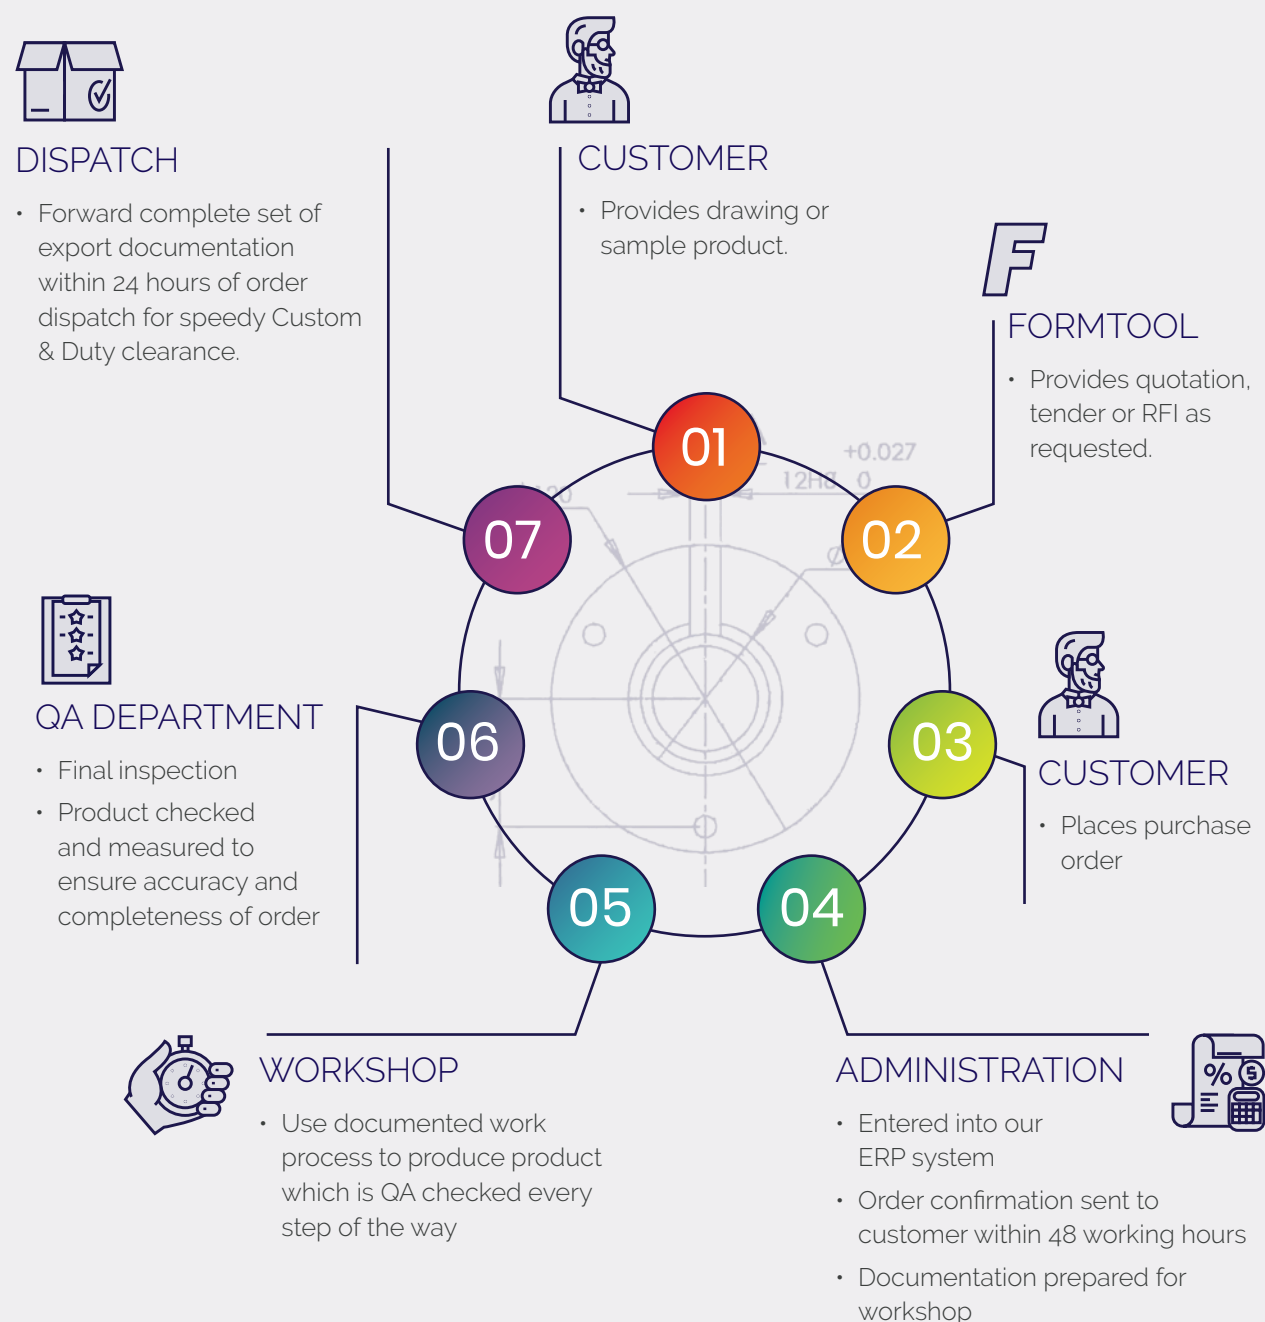 DISPATCH
• Forward complete set of
export documentation
within 24 hours of order
dispatch for speedy Custom
& Duty clearance.
CUSTOMER
• Provides drawing or
sample product.
F
FORMTOOL
• Provides quotation,
tender or RFI as
requested.
01
+0.027
12H8 0
02
07
Ø
QA DEPARTMENT
• Final inspection
• Product checked
and measured to
ensure accuracy and
completeness of order
06
03
CUSTOMER
• Places purchase
order
05
04
WORKSHOP
• Use documented work
process to produce product
which is QA checked every
step of the way
ADMINISTRATION
• Entered into our
ERP system
• Order confirmation sent to
customer within 48 working hours
• Documentation prepared for
workshop
%
$